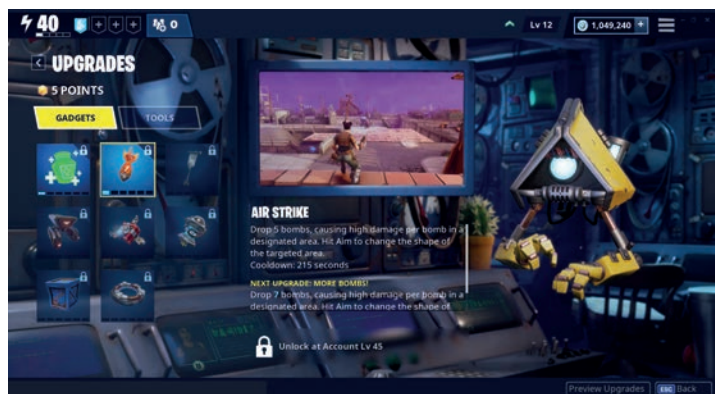 40
0
Lv 12
1,049,240 +
UPGRADES
5 POINTS
GADGETS
TOOLS
AIR STRIKE
Drop 5 bombs, causing high damage per bomb in a
designated area. Hit Aim to change the shape of
the targeted area.
Cooldown: 215 seconds
NEXT UPGRADE: MORE BOMBS!
Drop 7 bombs, causing high damage per bomb in a
designated area. Hit Aim to change the shape of
Unlock at Account Lv 45
Preview Upgrades
ESC Back